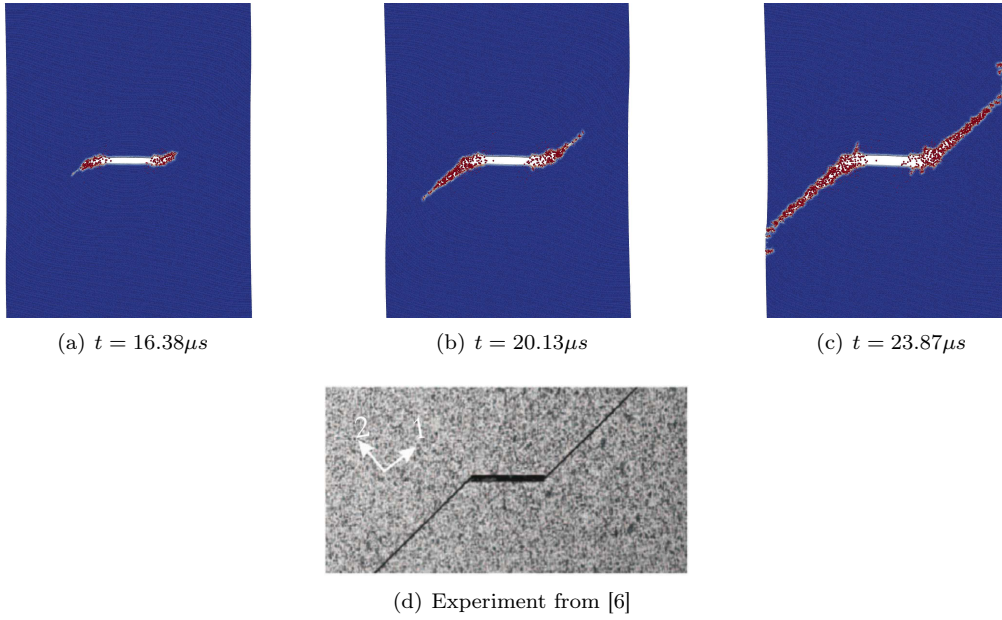 (a) t = 16.38μs
(b) t = 20.13μs
(c) t = 23.87μs
2 1
(d) Experiment from [6]